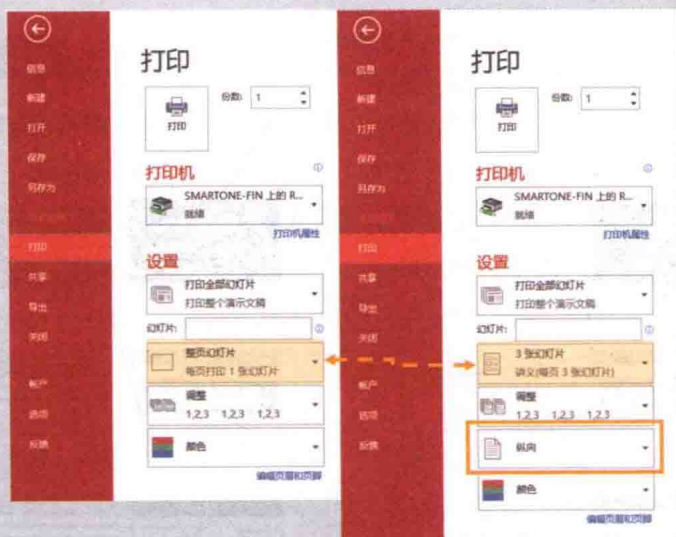 打印
信息
新建
打开
保存
另存为
打印
共享
导出
关闭
帐户
选项
反馈
份数: 1
打印
打印机
SMARTONE-FIN 上的 R...
就绪
打印机属性
设置
打印全部幻灯片
打印整个演示文稿
幻灯片:
整页幻灯片
每页打印 1 张幻灯片
调整
1,2,3 1,2,3 1,2,3
颜色
编辑页眉和页脚
打印
信息
新建
打开
保存
另存为
打印
共享
导出
关闭
帐户
选项
反馈
份数: 1
打印
打印机
SMARTONE-FIN 上的 R...
就绪
打印机属性
设置
打印全部幻灯片
打印整个演示文稿
幻灯片:
3 张幻灯片
讲义(每页 3 张幻灯片)
调整
1,2,3 1,2,3 1,2,3
纵向
颜色
编辑页眉和页脚